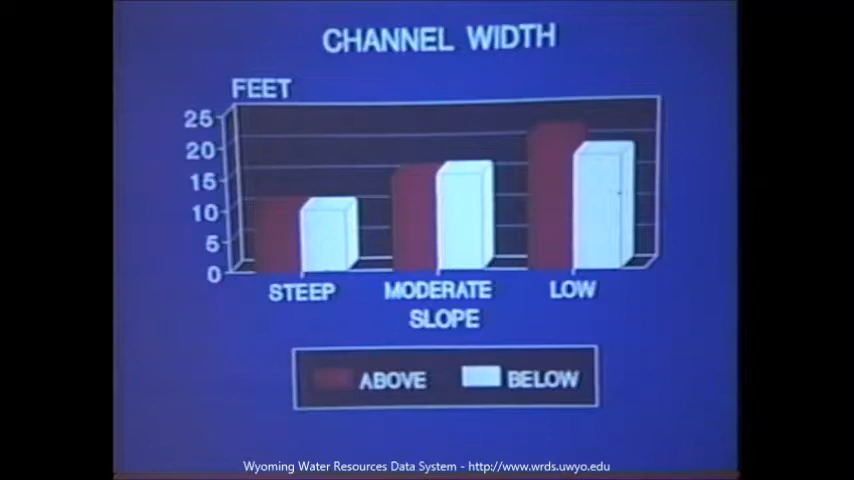 CHANNEL WIDTH
FEET
25
20
15
10
5
0
STEEP MODERATE LOW
SLOPE
ABOVE BELOW
Wyoming Water Resources Data System - http://www.wrds.uwyo.edu